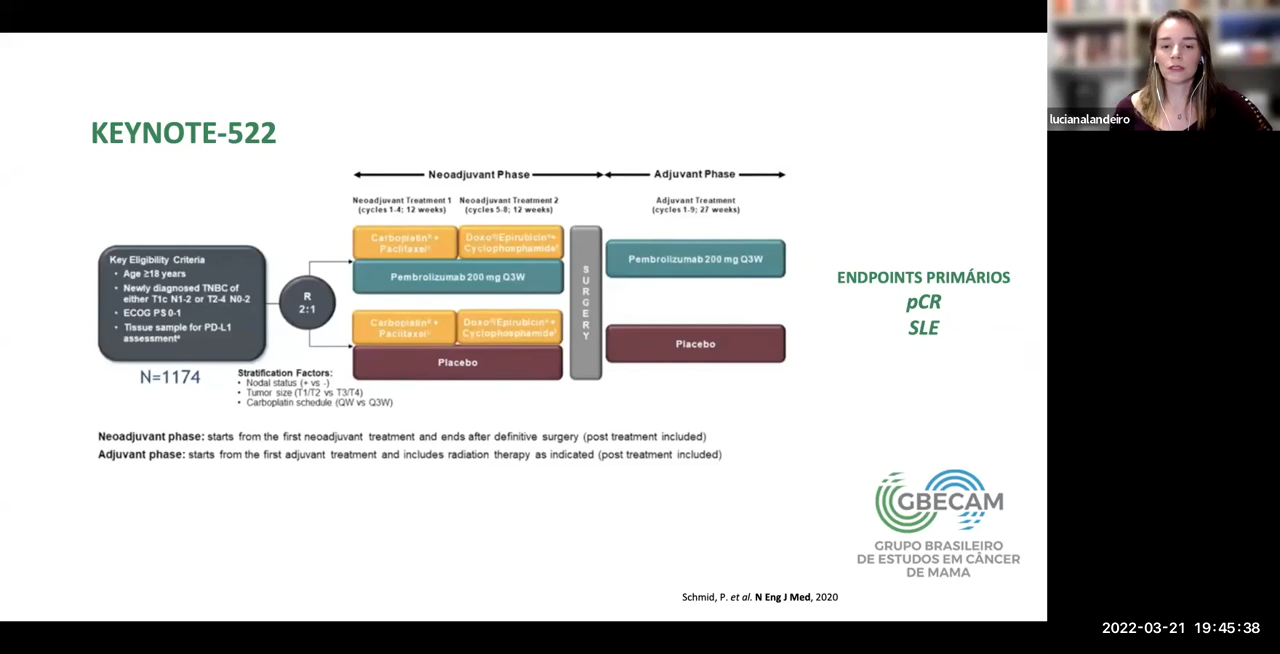 lucianalandeiro
KEYNOTE-522
Neoadjuvant Phase
Adjuvant Phase
Neoadjuvant Treatment 1
(cycles 1-4; 12 weeks)
Neoadjuvant Treatment 2
(cycles 5-8; 12 weeks)
Adjuvant Treatment
(cycles 1-9; 27 weeks)
Key Eligibility Criteria
• Age ≥18 years
• Newly diagnosed TNBC of
either T1c N1-2 or T2-4 N0-2
• ECOG PS 0-1
• Tissue sample for PD-L1
assessment
N=1174
R
2:1
Carboplatin +
Paclitaxel
Doxo/Epirubicin +
Cyclophosphamide
Pembrolizumab 200 mg Q3W
Carboplatin +
Paclitaxel
Doxo/Epirubicin +
Cyclophosphamide
Placebo
SURGERY
Pembrolizumab 200 mg Q3W
Placebo
Stratification Factors:
• Nodal status (+ vs -)
• Tumor size (T1/T2 vs T3/T4)
• Carboplatin schedule (QW vs Q3W)
ENDPOINTS PRIMÁRIOS
pCR
SLE
Neoadjuvant phase: starts from the first neoadjuvant treatment and ends after definitive surgery (post treatment included)
Adjuvant phase: starts from the first adjuvant treatment and includes radiation therapy as indicated (post treatment included)
GBECAM
GRUPO BRASILEIRO
DE ESTUDOS EM CÂNCER
DE MAMA
Schmid, P. et al. N Eng J Med, 2020
2022-03-21 19:45:38